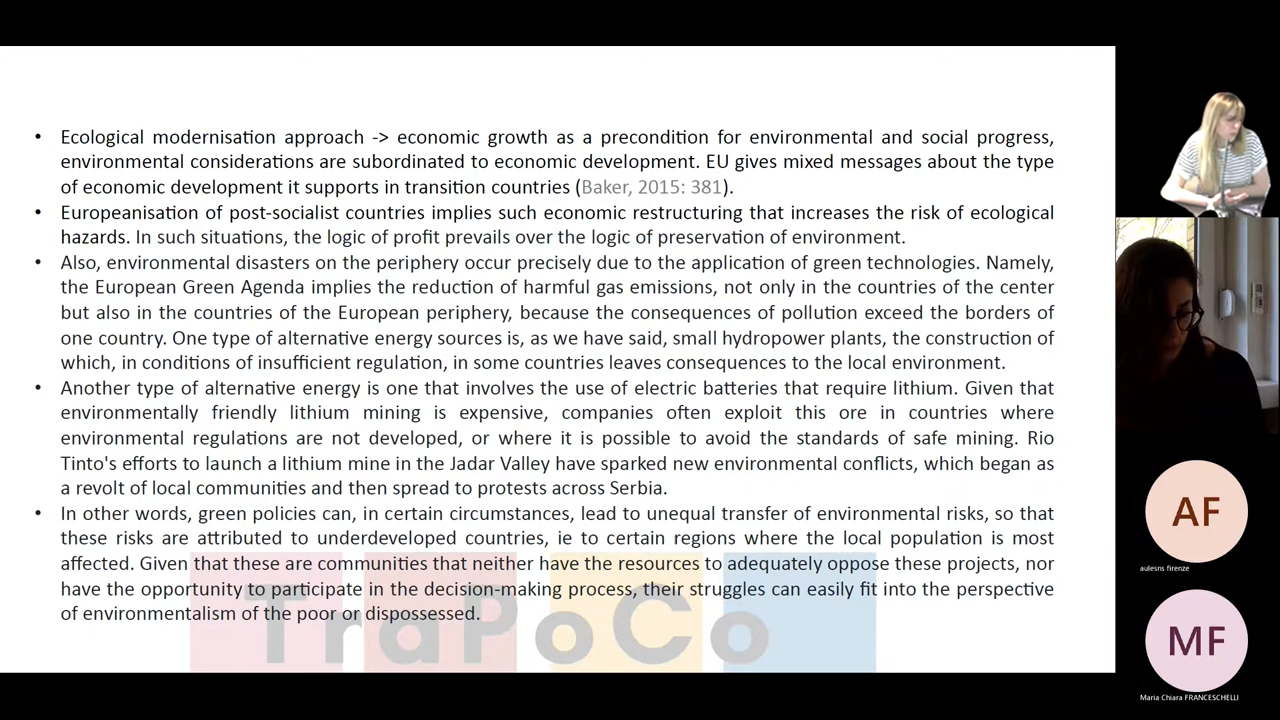 • Ecological modernisation approach -> economic growth as a precondition for environmental and social progress,
environmental considerations are subordinated to economic development. EU gives mixed messages about the type
of economic development it supports in transition countries (Baker, 2015: 381).
• Europeanisation of post-socialist countries implies such economic restructuring that increases the risk of ecological
hazards. In such situations, the logic of profit prevails over the logic of preservation of environment.
• Also, environmental disasters on the periphery occur precisely due to the application of green technologies. Namely,
the European Green Agenda implies the reduction of harmful gas emissions, not only in the countries of the center
but also in the countries of the European periphery, because the consequences of pollution exceed the borders of
one country. One type of alternative energy sources is, as we have said, small hydropower plants, the construction of
which, in conditions of insufficient regulation, in some countries leaves consequences to the local environment.
• Another type of alternative energy is one that involves the use of electric batteries that require lithium. Given that
environmentally friendly lithium mining is expensive, companies often exploit this ore in countries where
environmental regulations are not developed, or where it is possible to avoid the standards of safe mining. Rio
Tinto's efforts to launch a lithium mine in the Jadar Valley have sparked new environmental conflicts, which began as
a revolt of local communities and then spread to protests across Serbia.
• In other words, green policies can, in certain circumstances, lead to unequal transfer of environmental risks, so that
these risks are attributed to underdeveloped countries, ie to certain regions where the local population is most
affected. Given that these are communities that neither have the resources to adequately oppose these projects, nor
have the opportunity to participate in the decision-making process, their struggles can easily fit into the perspective
of environmentalism of the poor or dispossessed.
TraPoCo
AF
aulesns firenze
MF
Maria Chiara FRANCESCHELLI